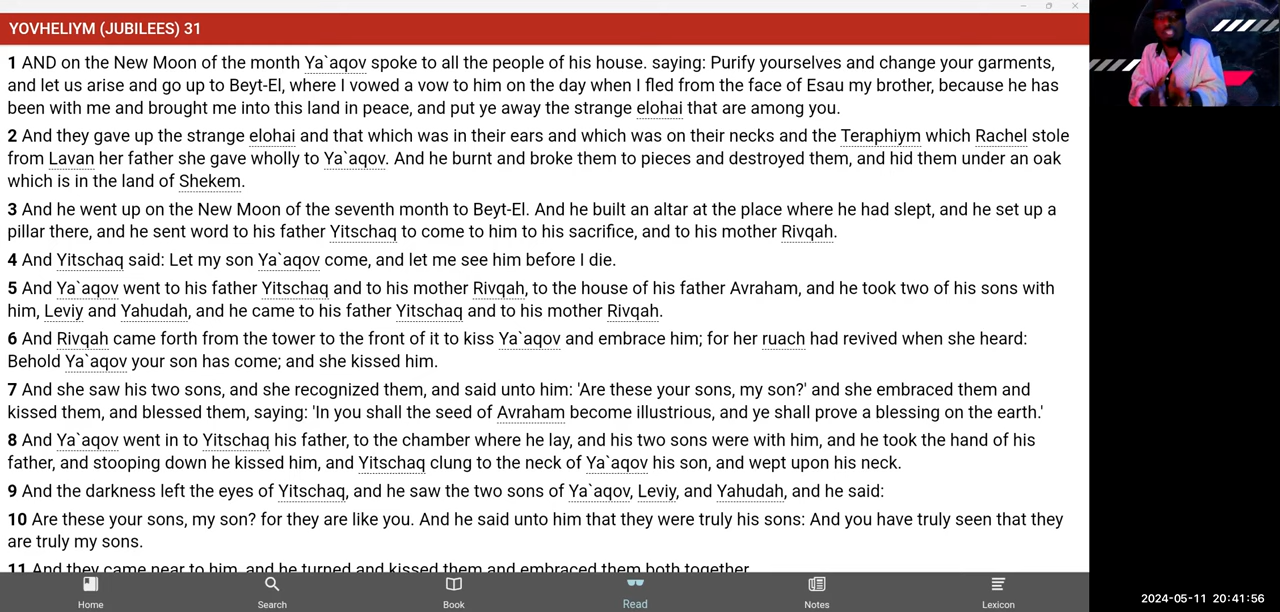 YOVHELIYM (JUBILEES) 31
1 AND on the New Moon of the month Ya`aqov spoke to all the people of his house. saying: Purify yourselves and change your garments,
and let us arise and go up to Beyt-El, where I vowed a vow to him on the day when I fled from the face of Esau my brother, because he has
been with me and brought me into this land in peace, and put ye away the strange elohai that are among you.
2 And they gave up the strange elohai and that which was in their ears and which was on their necks and the Teraphiym which Rachel stole
from Lavan her father she gave wholly to Ya`aqov. And he burnt and broke them to pieces and destroyed them, and hid them under an oak
which is in the land of Shekem.
3 And he went up on the New Moon of the seventh month to Beyt-El. And he built an altar at the place where he had slept, and he set up a
pillar there, and he sent word to his father Yitschaq to come to him to his sacrifice, and to his mother Rivqah.
4 And Yitschaq said: Let my son Ya`aqov come, and let me see him before I die.
5 And Ya`aqov went to his father Yitschaq and to his mother Rivqah, to the house of his father Avraham, and he took two of his sons with
him, Leviy and Yahudah, and he came to his father Yitschaq and to his mother Rivqah.
6 And Rivqah came forth from the tower to the front of it to kiss Ya`aqov and embrace him; for her ruach had revived when she heard:
Behold Ya`aqov your son has come; and she kissed him.
7 And she saw his two sons, and she recognized them, and said unto him: 'Are these your sons, my son?' and she embraced them and
kissed them, and blessed them, saying: 'In you shall the seed of Avraham become illustrious, and ye shall prove a blessing on the earth.'
8 And Ya`aqov went in to Yitschaq his father, to the chamber where he lay, and his two sons were with him, and he took the hand of his
father, and stooping down he kissed him, and Yitschaq clung to the neck of Ya`aqov his son, and wept upon his neck.
9 And the darkness left the eyes of Yitschaq, and he saw the two sons of Ya`aqov, Leviy, and Yahudah, and he said:
10 Are these your sons, my son? for they are like you. And he said unto him that they were truly his sons: And you have truly seen that they
are truly my sons.
11 And they came near to him, and he turned and kissed them and embraced them both together.
Home
Search
Book
Read
Notes
Lexicon
2024-05-11 20:41:56